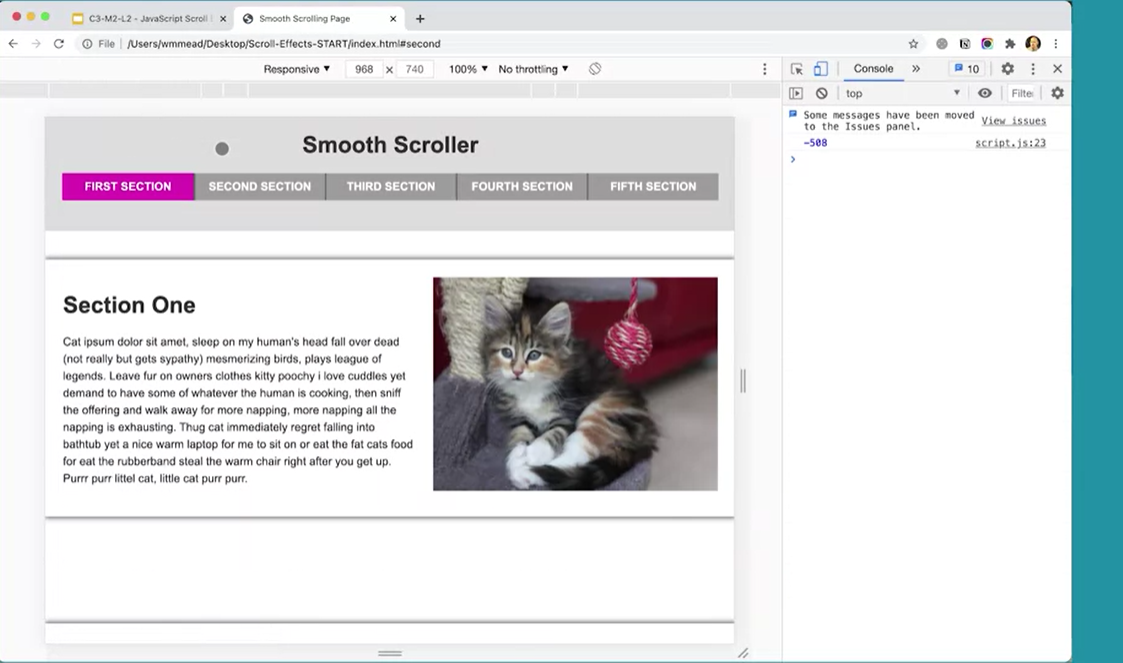 C3-M2-L2 - JavaScript Scroll
Smooth Scrolling Page
File
/Users/wmmead/Desktop/Scroll-Effects-START/index.html#second
Responsive
968
x
740
100%
No throttling
Console
10
top
Filte
Some messages have been moved
to the Issues panel.
View issues
-508
script.js:23
Smooth Scroller
FIRST SECTION
SECOND SECTION
THIRD SECTION
FOURTH SECTION
FIFTH SECTION
Section One
Cat ipsum dolor sit amet, sleep on my human's head fall over dead
(not really but gets sypathy) mesmerizing birds, plays league of
legends. Leave fur on owners clothes kitty poochy i love cuddles yet
demand to have some of whatever the human is cooking, then sniff
the offering and walk away for more napping, more napping all the
napping is exhausting. Thug cat immediately regret falling into
bathtub yet a nice warm laptop for me to sit on or eat the fat cats food
for eat the rubberband steal the warm chair right after you get up.
Purrr purr littel cat, little cat purr purr.